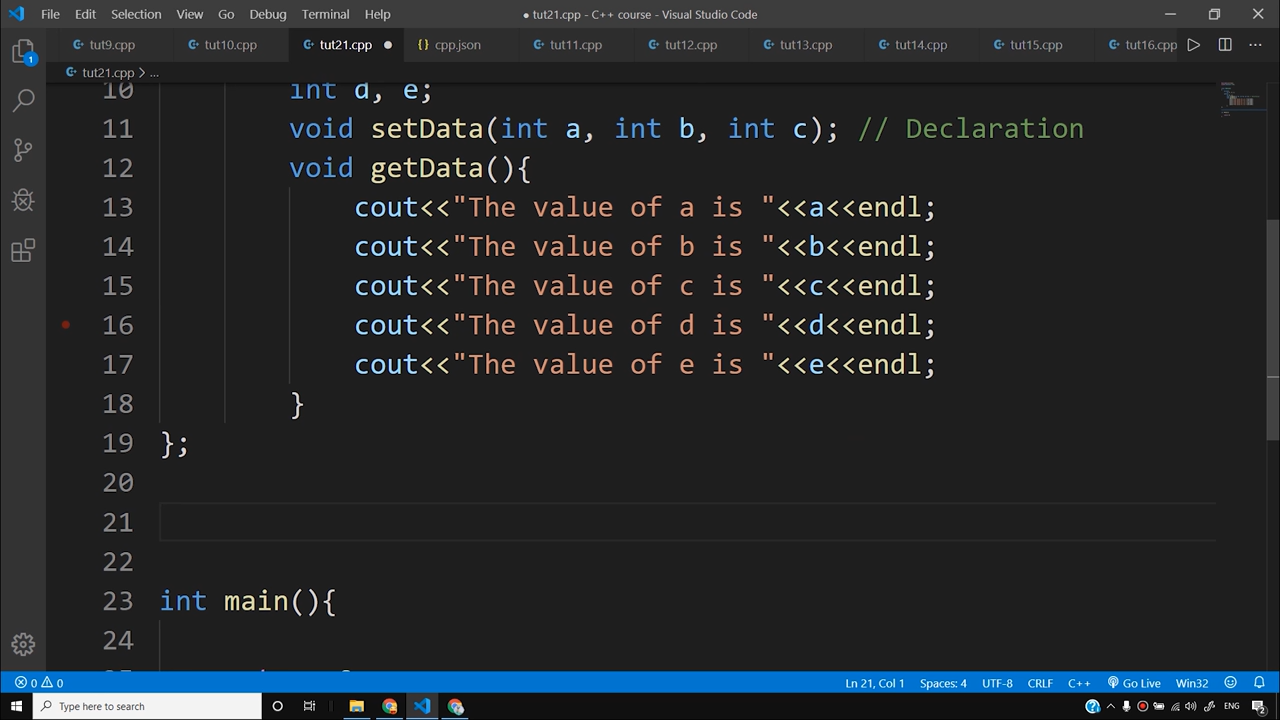 File Edit Selection View Go Debug Terminal Help ● tut21.cpp - C++ course - Visual Studio Code
tut9.cpp tut10.cpp tut21.cpp ● {} cpp.json tut11.cpp tut12.cpp tut13.cpp tut14.cpp tut15.cpp tut16.cpp
tut21.cpp > ...
10 int d, e;
11 void setData(int a, int b, int c); // Declaration
12 void getData(){
13 cout<<"The value of a is "<<a<<endl;
14 cout<<"The value of b is "<<b<<endl;
15 cout<<"The value of c is "<<c<<endl;
16 cout<<"The value of d is "<<d<<endl;
17 cout<<"The value of e is "<<e<<endl;
18 }
19 };
20
21
22
23 int main(){
24
0 0 Ln 21, Col 1 Spaces: 4 UTF-8 CRLF C++ Go Live Win32
Type here to search ENG 2